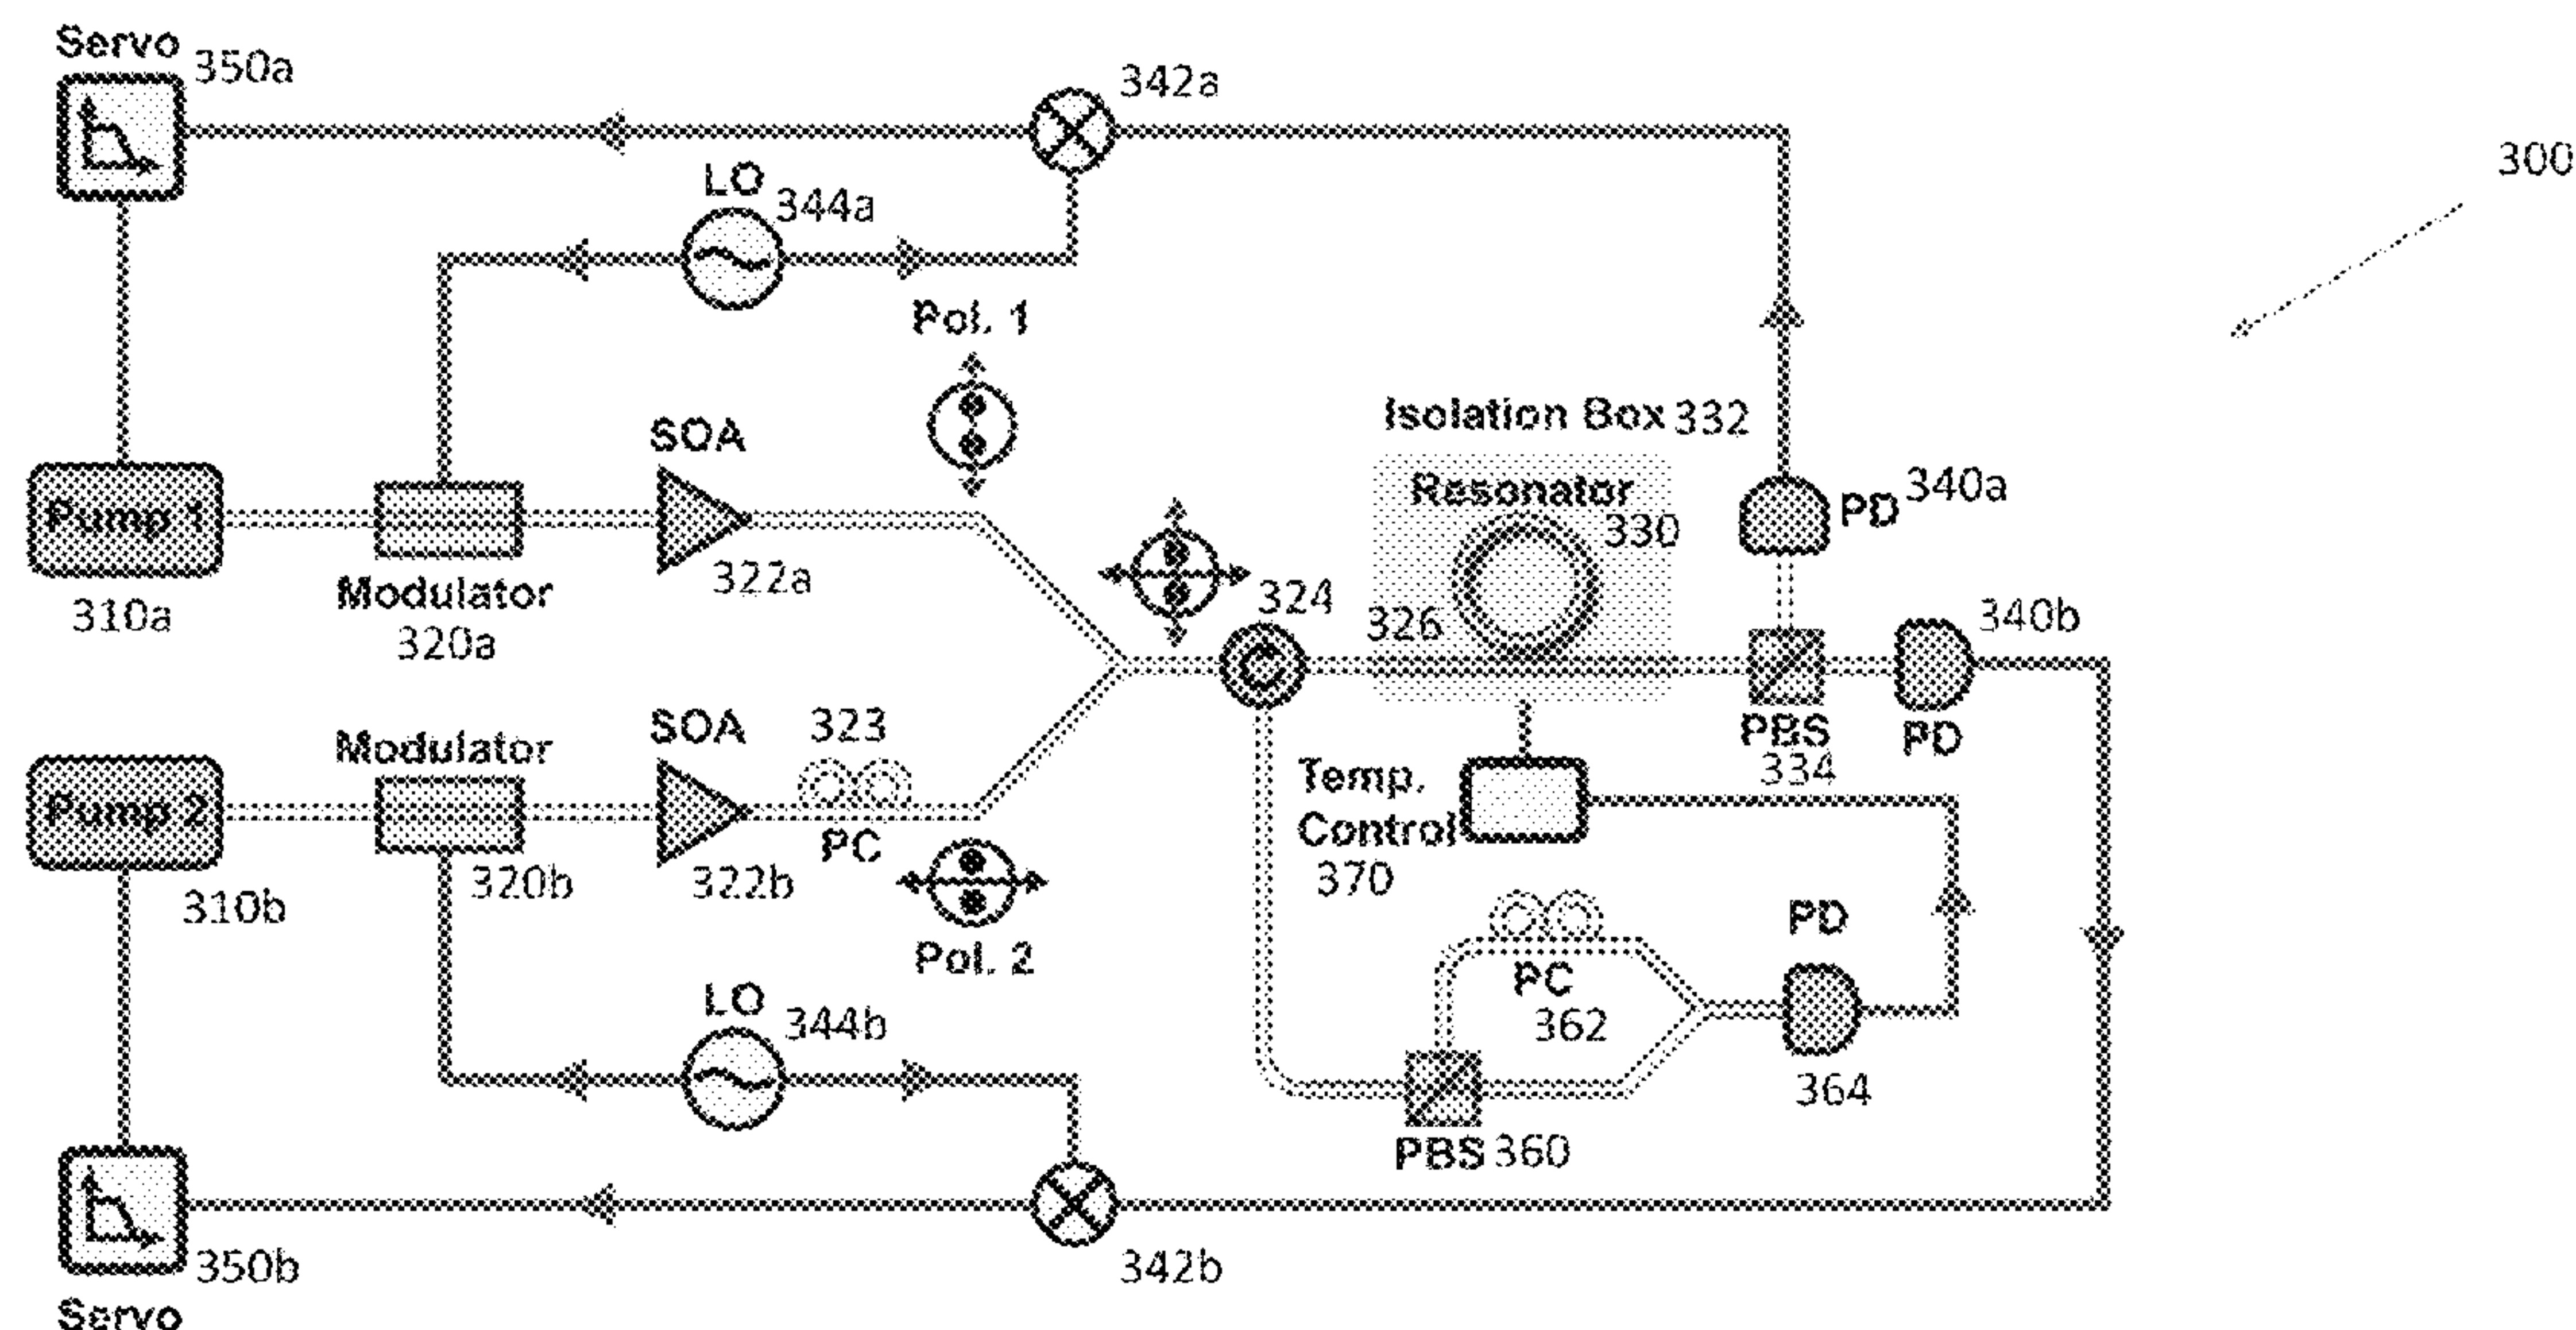 Servo 350a
342a
300
LO 344a
Pol. 1
Isolation Box 332
SOA
Resonator
330
PD 340a
Pump 1
322a
Modulator
320a
310a
324
326
340b
SOA
323
Modulator
PBS
334
PD
Temp.
Control
370
Pump 2
PC
320b
322b
310b
Pol. 2
PD
PC
362
LO 344b
364
PBS 360
350b
342b
Servo